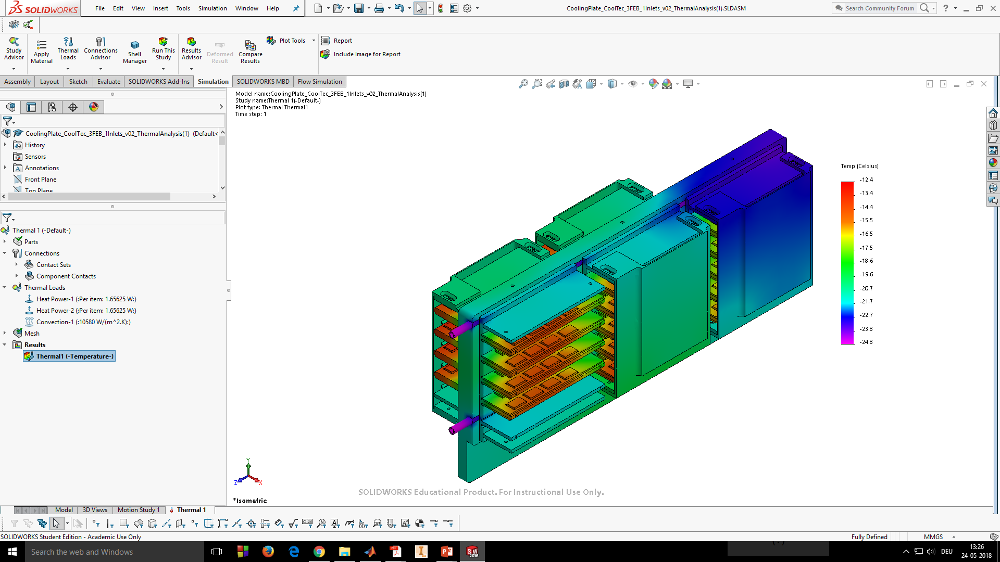 SOLIDWORKS
File Edit View Insert Tools Simulation Window Help
CoolingPlate_CoolTec_3FEB_1Inlets_v02_ThermalAnalysis(1).SLDASM
Search Community Forum
Study Advisor
Apply Material
Thermal Loads
Connections Advisor
Shell Manager
Run This Study
Results Advisor
Deformed Result
Compare Results
Plot Tools
Report
Include Image for Report
Assembly Layout Sketch Evaluate SOLIDWORKS Add-Ins Simulation SOLIDWORKS MBD Flow Simulation
Model name:CoolingPlate_CoolTec_3FEB_1Inlets_v02_ThermalAnalysis(1)
Study name:Thermal 1(-Default-)
Plot type: Thermal Thermal1
Time step: 1
CoolingPlate_CoolTec_3FEB_1Inlets_v02_ThermalAnalysis(1) (Default<
History
Sensors
Annotations
Front Plane
Top Plane
Thermal 1 (-Default-)
Parts
Connections
Contact Sets
Component Contacts
Thermal Loads
Heat Power-1 (:Per item: 1.65625 W:)
Heat Power-2 (:Per item: 1.65625 W:)
Convection-1 (:10580 W/(m^2.K):)
Mesh
Results
Thermal1 (-Temperature-)
Temp (Celsius)
-12.4
-13.4
-14.4
-15.5
-16.5
-17.5
-18.6
-19.6
-20.7
-21.7
-22.7
-23.8
-24.8
Y
Z
X
SOLIDWORKS Educational Product. For Instructional Use Only.
*Isometric
Model 3D Views Motion Study 1 Thermal 1
SOLIDWORKS Student Edition - Academic Use Only
Fully Defined
MMGS
Search the web and Windows
SW 2016
DEU
13:26
24-05-2018